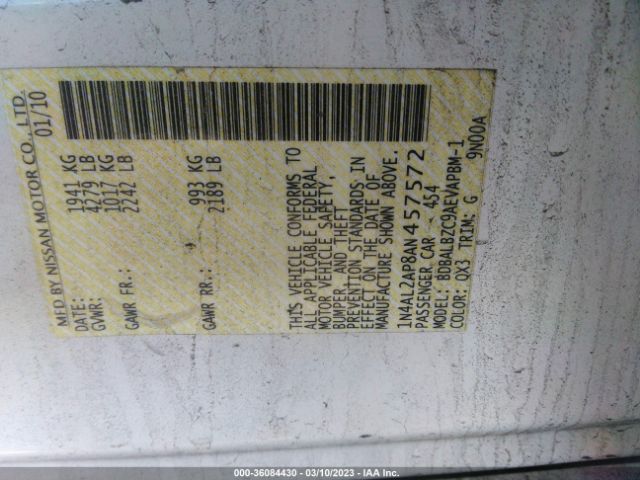 MFD BY NISSAN MOTOR CO., LTD.
DATE: 01/10
GVWR: 1941 KG
4279 LB
GAWR FR.: 1017 KG
2242 LB
GAWR RR.: 993 KG
2189 LB
THIS VEHICLE CONFORMS TO
ALL APPLICABLE FEDERAL
MOTOR VEHICLE SAFETY,
BUMPER, AND THEFT
PREVENTION STANDARDS IN
EFFECT ON THE DATE OF
MANUFACTURE SHOWN ABOVE.
1N4AL2AP8AN457572
PASSENGER CAR - 454
MODEL: BDBALBZC9AEVAPBM-1
COLOR: QX3 TRIM: G 9N00A
000-36084430 - 03/10/2023 - IAA Inc.